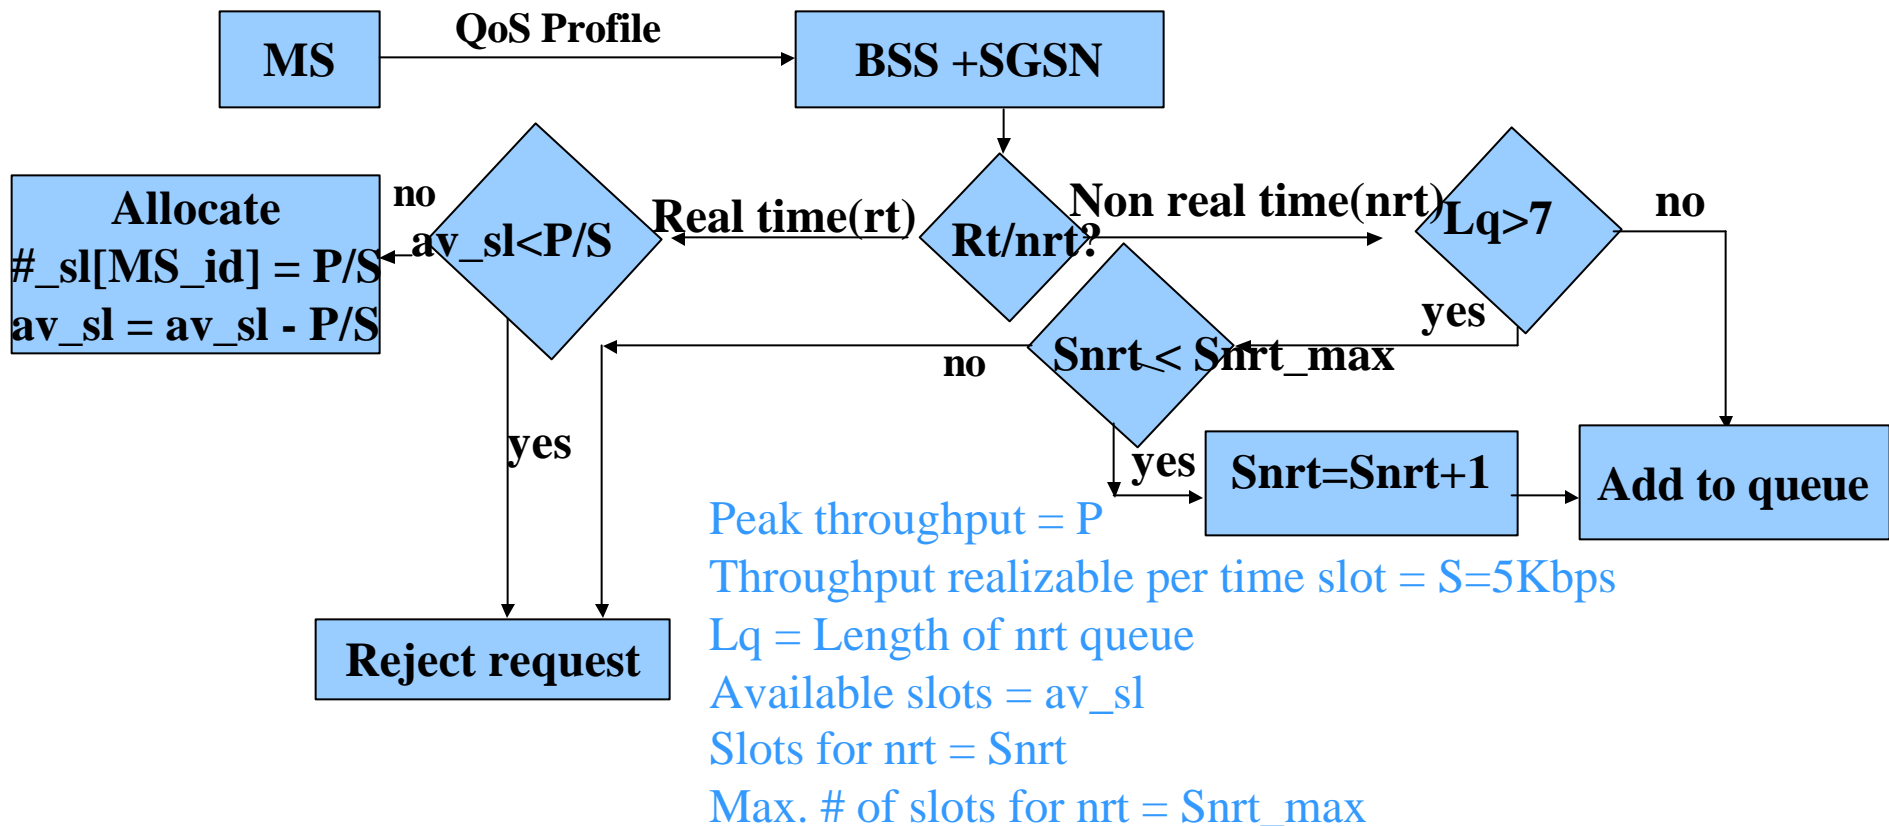 QoS Profile
MS
BSS +SGSN
Allocate
#_sl[MS_id] = P/S
av_sl = av_sl - P/S
no
av_sl<P/S
Real time(rt)
Rt/nrt?
Non real time(nrt)
Lq>7
no
yes
Snrt < Snrt_max
no
yes
yes
Snrt=Snrt+1
Add to queue
Reject request
Peak throughput = P
Throughput realizable per time slot = S=5Kbps
Lq = Length of nrt queue
Available slots = av_sl
Slots for nrt = Snrt
Max. # of slots for nrt = Snrt_max